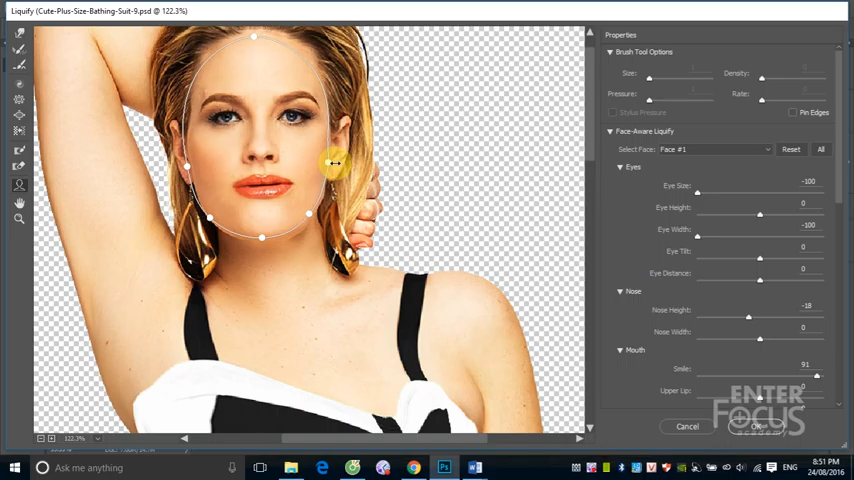 Liquify (Cute-Plus-Size-Bathing-Suit-9.psd @ 122.3%)
Properties
Brush Tool Options
Size:
Density:
Pressure:
Rate:
Stylus Pressure
Pin Edges
Face-Aware Liquify
Select Face: Face #1
Reset
All
Eyes
Eye Size: -100
Eye Height: 0
Eye Width: -100
Eye Tilt: 0
Eye Distance: 0
Nose
Nose Height: -18
Nose Width: 0
Mouth
Smile: 91
Upper Lip: 0
ENTER
FOCUS
academy
Cancel
OK
122.3%
Ask me anything
ENG
8:51 PM
24/08/2016